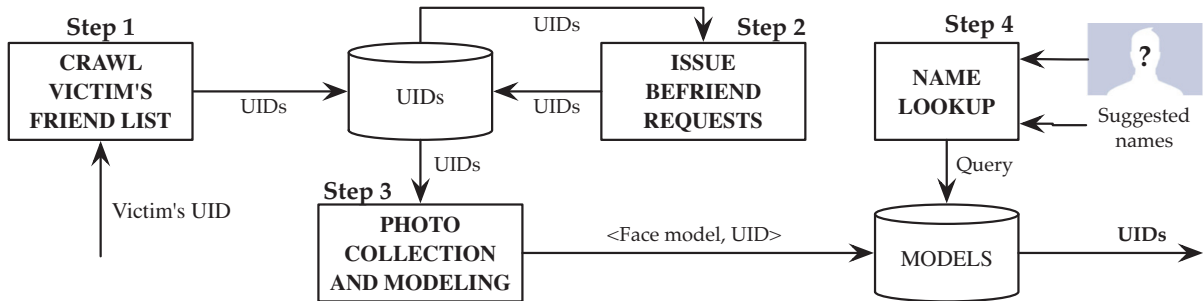 Step 1
CRAWL
VICTIM'S
FRIEND LIST
Victim's UID
UIDs
UIDs
UIDs
UIDs
UIDs
Step 2
ISSUE
BEFRIEND
REQUESTS
Step 3
PHOTO
COLLECTION
AND MODELING
<Face model, UID>
Step 4
NAME
LOOKUP
?
Suggested
names
Query
MODELS
UIDs